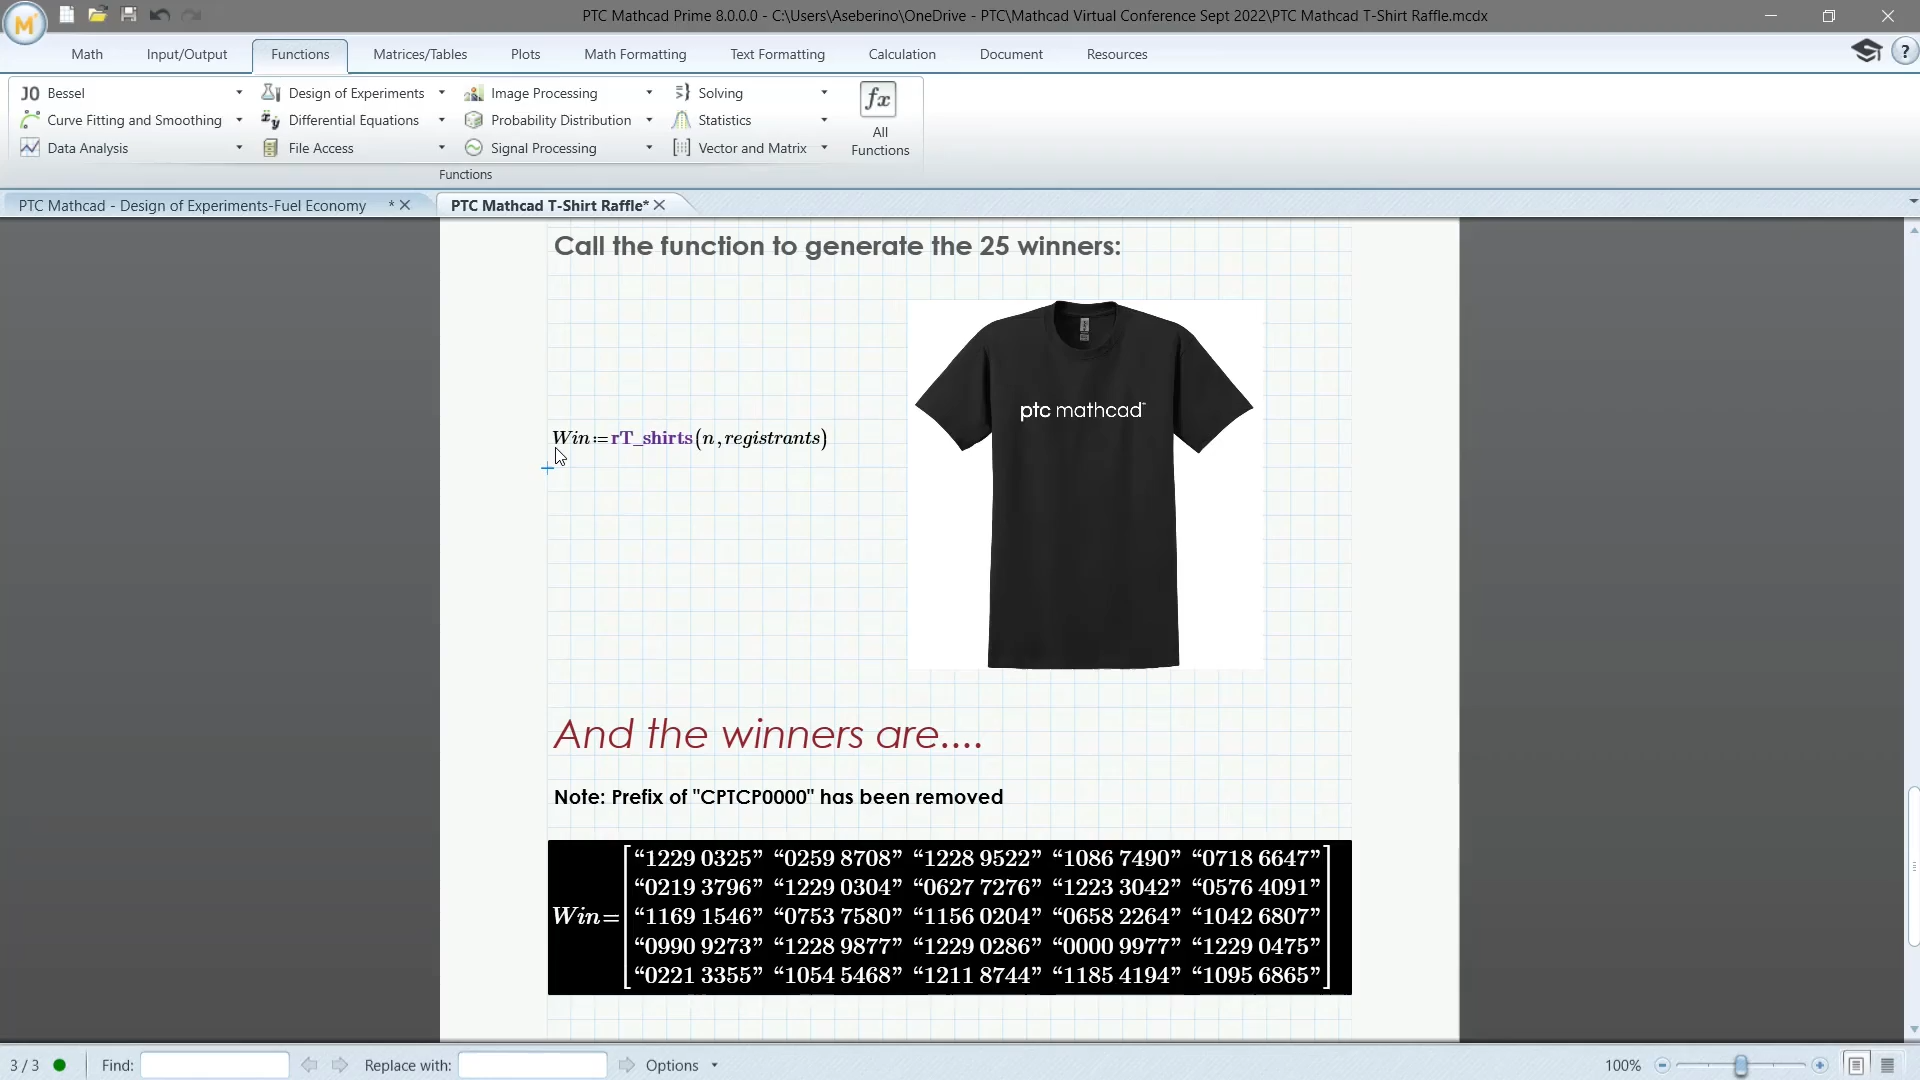 PTC Mathcad Prime 8.0.0.0 - C:\Users\Aseberino\OneDrive - PTC\Mathcad Virtual Conference Sept 2022\PTC Mathcad T-Shirt Raffle.mcdx
Math Input/Output Functions Matrices/Tables Plots Math Formatting Text Formatting Calculation Document Resources
Bessel Design of Experiments Image Processing Solving
Curve Fitting and Smoothing Differential Equations Probability Distribution Statistics
Data Analysis File Access Signal Processing Vector and Matrix
fx
All
Functions
Functions
PTC Mathcad - Design of Experiments-Fuel Economy * PTC Mathcad T-Shirt Raffle*
Call the function to generate the 25 winners:
ptc mathcad™
Win:=rT_shirts(n,registrants)
And the winners are....
Note: Prefix of "CPTCP0000" has been removed
“1229 0325” “0259 8708” “1228 9522” “1086 7490” “0718 6647”
“0219 3796” “1229 0304” “0627 7276” “1223 3042” “0576 4091”
Win= “1169 1546” “0753 7580” “1156 0204” “0658 2264” “1042 6807”
“0990 9273” “1228 9877” “1229 0286” “0000 9977” “1229 0475”
“0221 3355” “1054 5468” “1211 8744” “1185 4194” “1095 6865”
3 / 3 Find: Replace with: Options 100%